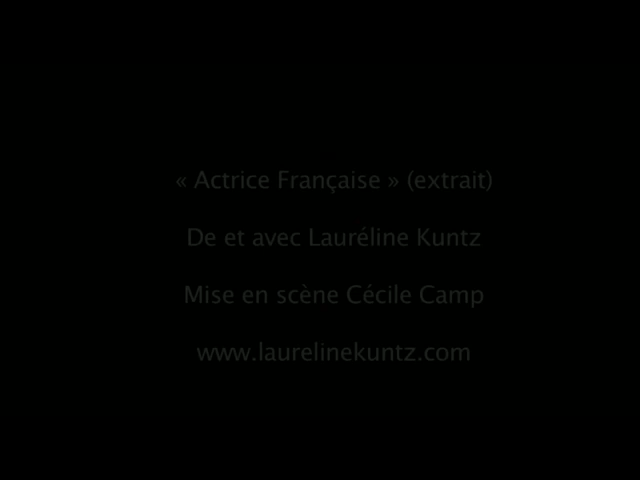 « Actrice Française » (extrait)
De et avec Lauréline Kuntz
Mise en scène Cécile Camp
www.laurelinekuntz.com